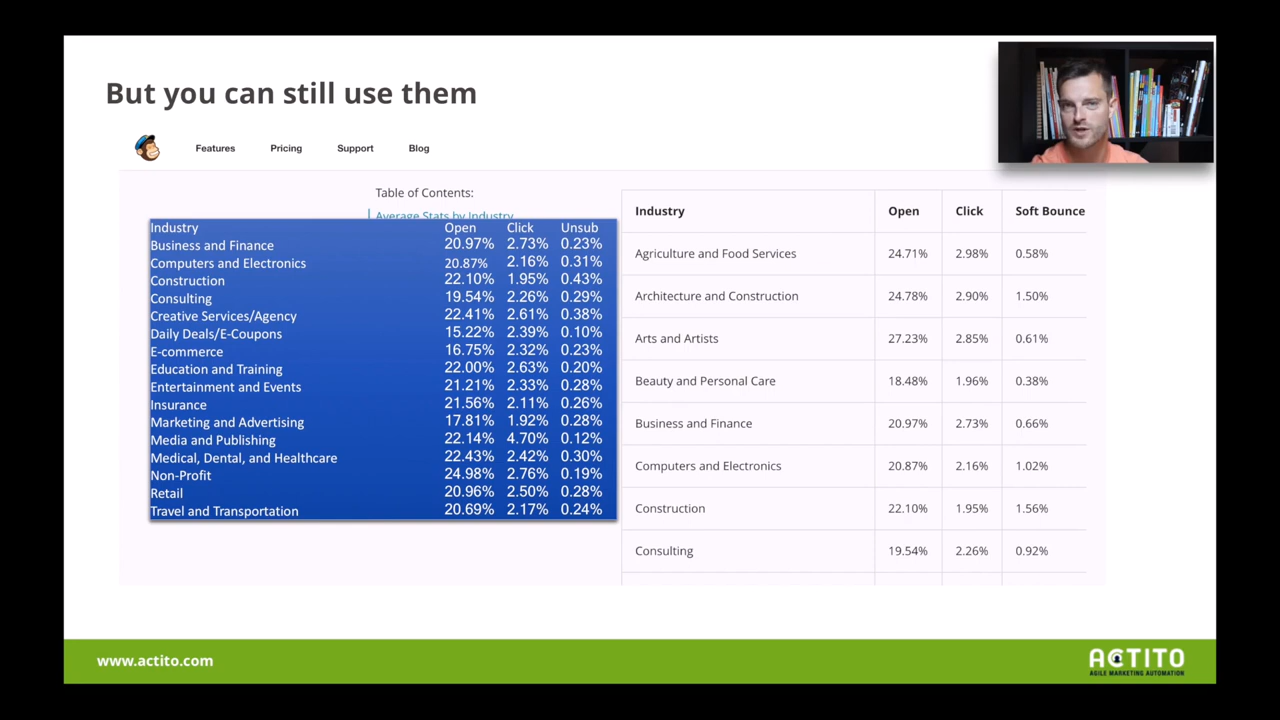 But you can still use them
Features Pricing Support Blog
Table of Contents:
Average Stats by Industry
Industry Open Click Unsub
Business and Finance 20.97% 2.73% 0.23%
Computers and Electronics 20.87% 2.16% 0.31%
Construction 22.10% 1.95% 0.43%
Consulting 19.54% 2.26% 0.29%
Creative Services/Agency 22.41% 2.61% 0.38%
Daily Deals/E-Coupons 15.22% 2.39% 0.10%
E-commerce 16.75% 2.32% 0.23%
Education and Training 22.00% 2.63% 0.20%
Entertainment and Events 21.21% 2.33% 0.28%
Insurance 21.56% 2.11% 0.26%
Marketing and Advertising 17.81% 1.92% 0.28%
Media and Publishing 22.14% 4.70% 0.12%
Medical, Dental, and Healthcare 22.43% 2.42% 0.30%
Non-Profit 24.98% 2.76% 0.19%
Retail 20.96% 2.50% 0.28%
Travel and Transportation 20.69% 2.17% 0.24%
Industry Open Click Soft Bounce
Agriculture and Food Services 24.71% 2.98% 0.58%
Architecture and Construction 24.78% 2.90% 1.50%
Arts and Artists 27.23% 2.85% 0.61%
Beauty and Personal Care 18.48% 1.96% 0.38%
Business and Finance 20.97% 2.73% 0.66%
Computers and Electronics 20.87% 2.16% 1.02%
Construction 22.10% 1.95% 1.56%
Consulting 19.54% 2.26% 0.92%
www.actito.com
ACTITO
AGILE MARKETING AUTOMATION